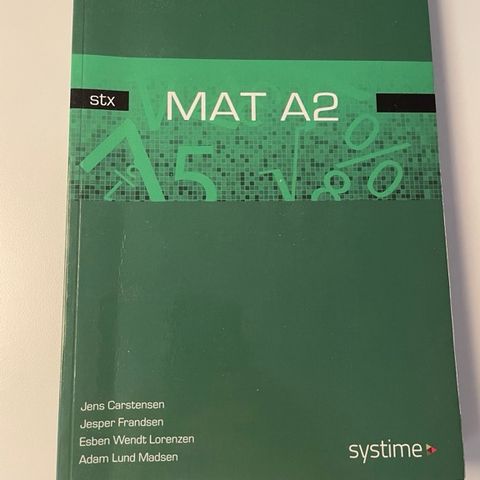 stx
MAT A2
Jens Carstensen
Jesper Frandsen
Esben Wendt Lorenzen
Adam Lund Madsen
systime